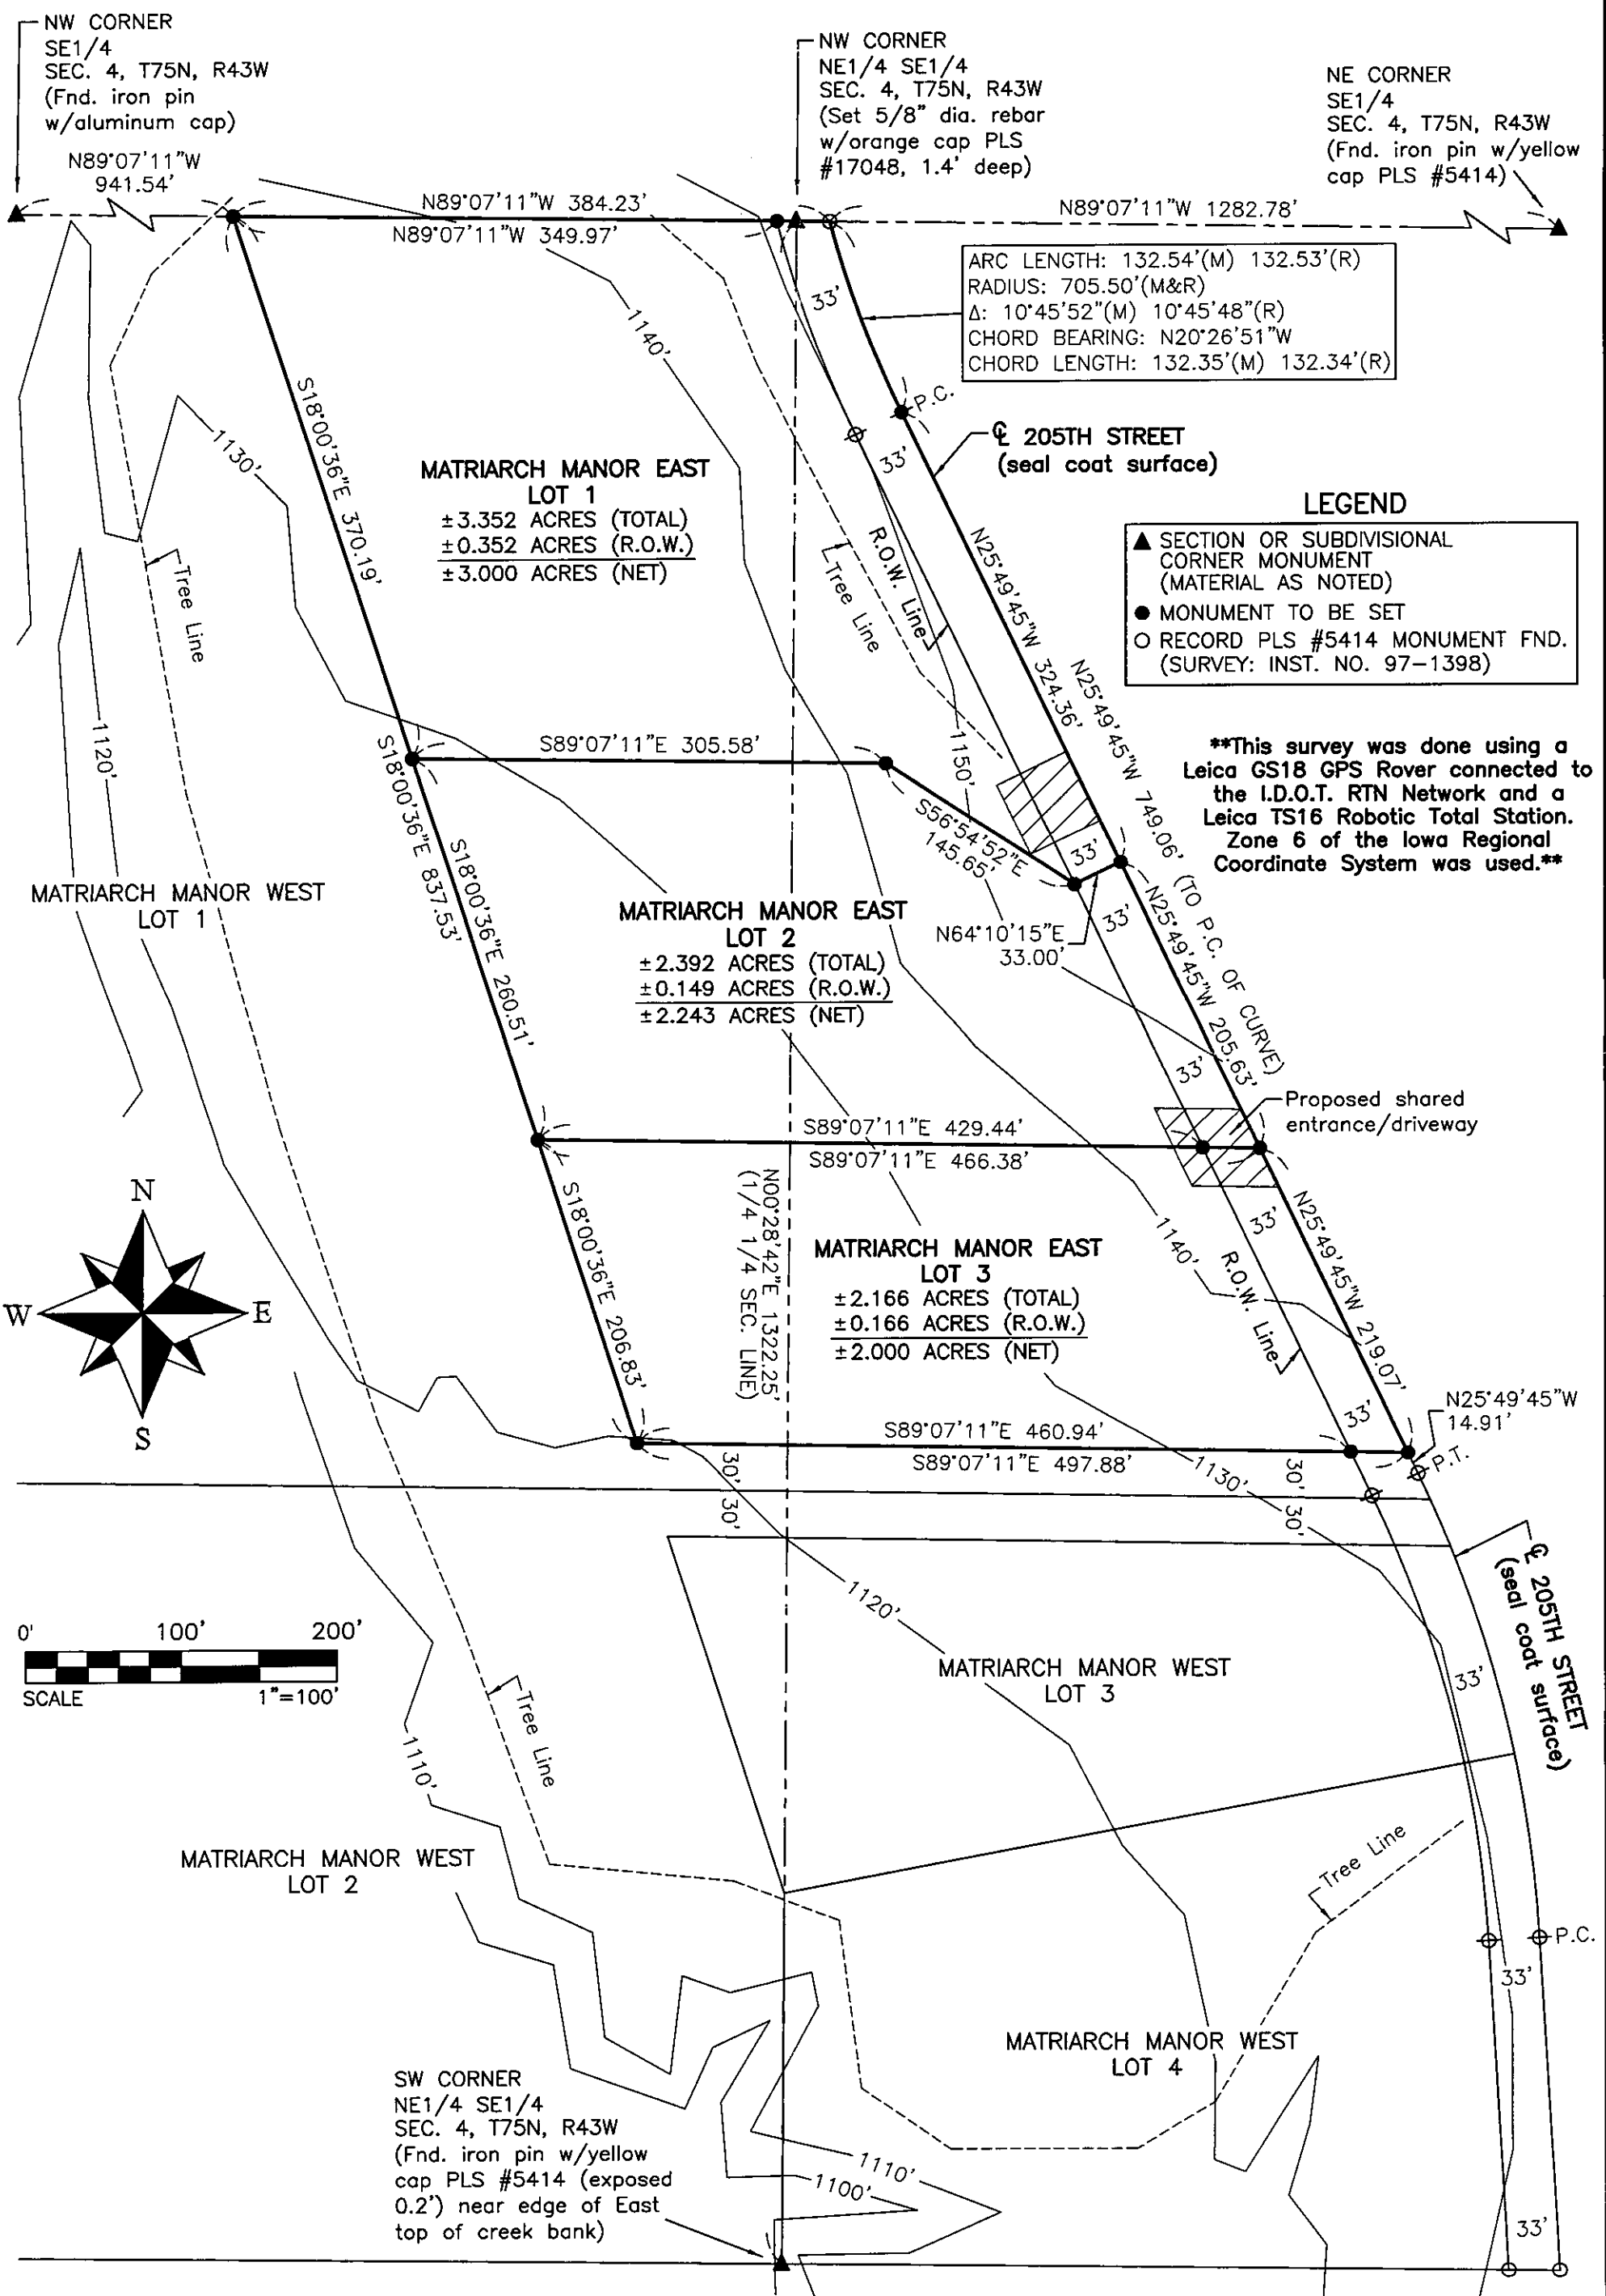 NW CORNER
SE1/4
SEC. 4, T75N, R43W
(Fnd. iron pin
w/aluminum cap)
N89°07'11"W
941.54'
NW CORNER
NE1/4 SE1/4
SEC. 4, T75N, R43W
(Set 5/8" dia. rebar
w/orange cap PLS
#17048, 1.4' deep)
NE CORNER
SE1/4
SEC. 4, T75N, R43W
(Fnd. iron pin w/yellow
cap PLS #5414)
N89°07'11"W 384.23'
N89°07'11"W 349.97'
N89°07'11"W 1282.78'
ARC LENGTH: 132.54'(M) 132.53'(R)
RADIUS: 705.50'(M&R)
Δ: 10°45'52"(M) 10°45'48"(R)
CHORD BEARING: N20°26'51"W
CHORD LENGTH: 132.35'(M) 132.34'(R)
33'
1140'
P.C.
℄ 205TH STREET
(seal coat surface)
33'
S18°00'36"E 370.19'
1130'
MATRIARCH MANOR EAST
LOT 1
±3.352 ACRES (TOTAL)
±0.352 ACRES (R.O.W.)
±3.000 ACRES (NET)
Tree Line
Tree Line
R.O.W. Line
N25°49'45"W 324.36'
LEGEND
SECTION OR SUBDIVISIONAL
CORNER MONUMENT
(MATERIAL AS NOTED)
MONUMENT TO BE SET
RECORD PLS #5414 MONUMENT FND.
(SURVEY: INST. NO. 97-1398)
N25°49'45"W 749.06' (TO P.C. OF CURVE)
**This survey was done using a
Leica GS18 GPS Rover connected to
the I.D.O.T. RTN Network and a
Leica TS16 Robotic Total Station.
Zone 6 of the Iowa Regional
Coordinate System was used.**
1120'
S89°07'11"E 305.58'
1150'
S18°00'36"E 837.53'
S18°00'36"E 260.51'
S56°54'52"E
145.65'
33'
MATRIARCH MANOR WEST
LOT 1
MATRIARCH MANOR EAST
LOT 2
±2.392 ACRES (TOTAL)
±0.149 ACRES (R.O.W.)
±2.243 ACRES (NET)
N64°10'15"E
33.00'
33'
N25°49'45"W 205.63'
33'
Proposed shared
entrance/driveway
S89°07'11"E 429.44'
S89°07'11"E 466.38'
N
W
E
S
S18°00'36"E 206.83'
N00°28'42"E 1322.25'
(1/4 1/4 SEC. LINE)
MATRIARCH MANOR EAST
LOT 3
±2.166 ACRES (TOTAL)
±0.166 ACRES (R.O.W.)
±2.000 ACRES (NET)
1140'
33'
R.O.W. Line
N25°49'45"W 219.07'
N25°49'45"W
14.91'
33'
S89°07'11"E 460.94'
S89°07'11"E 497.88'
P.T.
30'
30'
1130'
30'
30'
℄ 205TH STREET
(seal coat surface)
1120'
0'
100'
200'
SCALE
1"=100'
MATRIARCH MANOR WEST
LOT 3
33'
Tree Line
1110'
MATRIARCH MANOR WEST
LOT 2
Tree Line
P.C.
33'
MATRIARCH MANOR WEST
LOT 4
SW CORNER
NE1/4 SE1/4
SEC. 4, T75N, R43W
(Fnd. iron pin w/yellow
cap PLS #5414 (exposed
0.2') near edge of East
top of creek bank)
1110'
1100'
33'